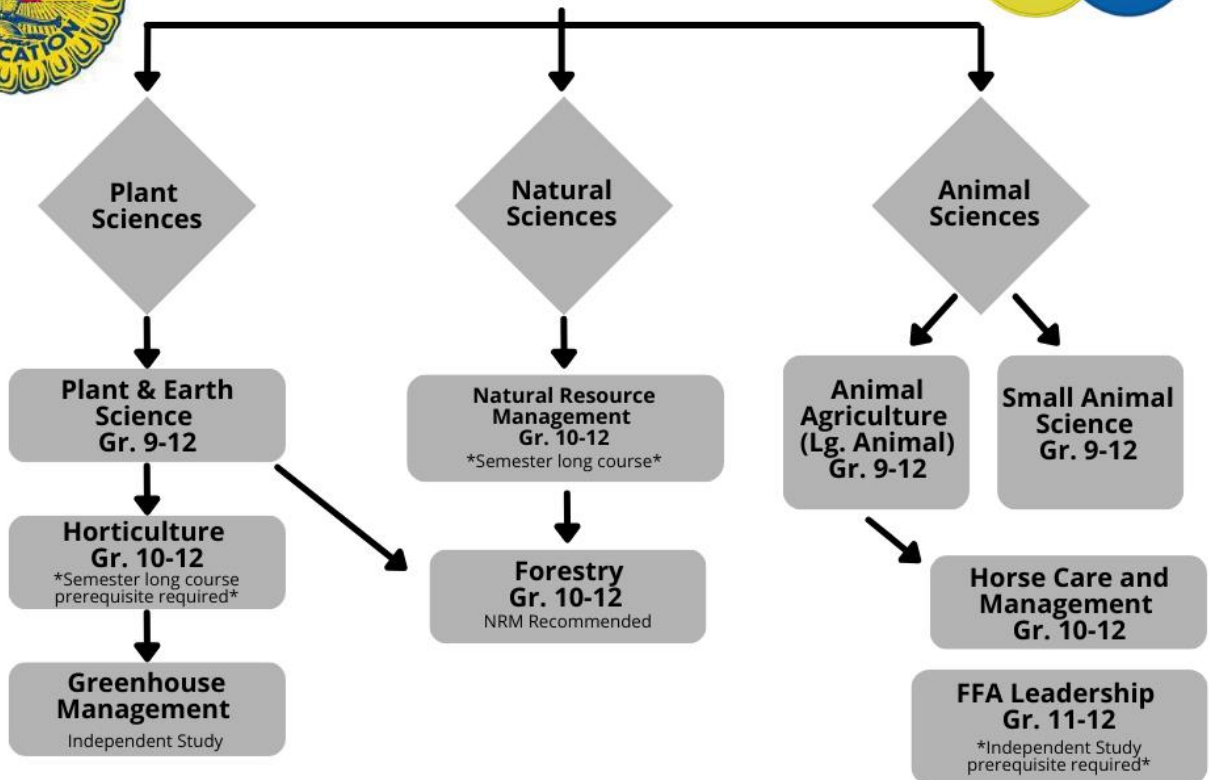 CATION
Plant
Sciences
Natural
Sciences
Animal
Sciences
Plant & Earth
Science
Gr. 9-12
Horticulture
Gr. 10-12
*Semester long course
prerequisite required*
Greenhouse
Management
Independent Study
Natural Resource
Management
Gr. 10-12
*Semester long course*
Forestry
Gr. 10-12
NRM Recommended
Animal
Agriculture
(Lg. Animal)
Gr. 9-12
Small Animal
Science
Gr. 9-12
Horse Care and
Management
Gr. 10-12
FFA Leadership
Gr. 11-12
*Independent Study
prerequisite required*